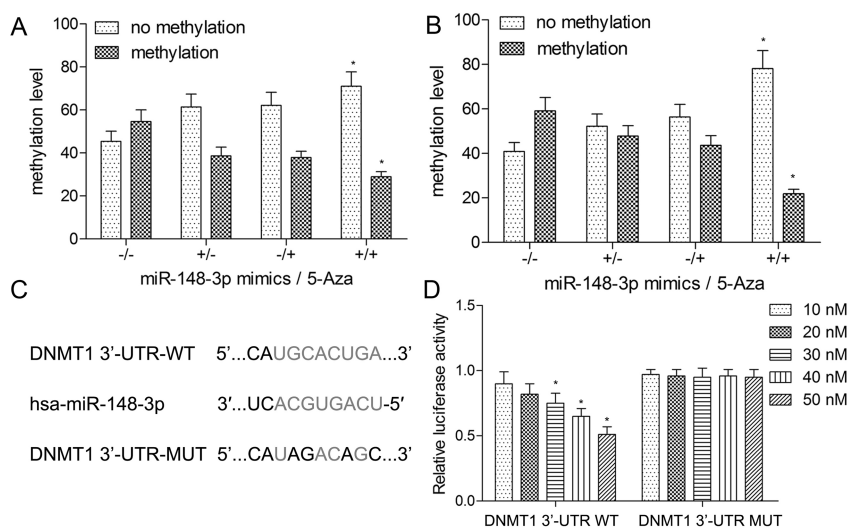 A
no methylation
methylation
methylation level
100
80
60
40
20
0
-/-
+/-
-/+
+/+
*
*
miR-148-3p mimics / 5-Aza
B
no methylation
methylation
methylation level
100
80
60
40
20
0
-/-
+/-
-/+
+/+
*
*
miR-148-3p mimics / 5-Aza
C
DNMT1 3’-UTR-WT 5’...CAUGCACUGA...3’
hsa-miR-148-3p 3′...UCACGUGACU-5′
DNMT1 3’-UTR-MUT 5’...CAUAGACAGC...3’
D
Relative luciferase activity
1.5
1.0
0.5
0.0
*
*
*
DNMT1 3’-UTR WT
DNMT1 3’-UTR MUT
10 nM
20 nM
30 nM
40 nM
50 nM